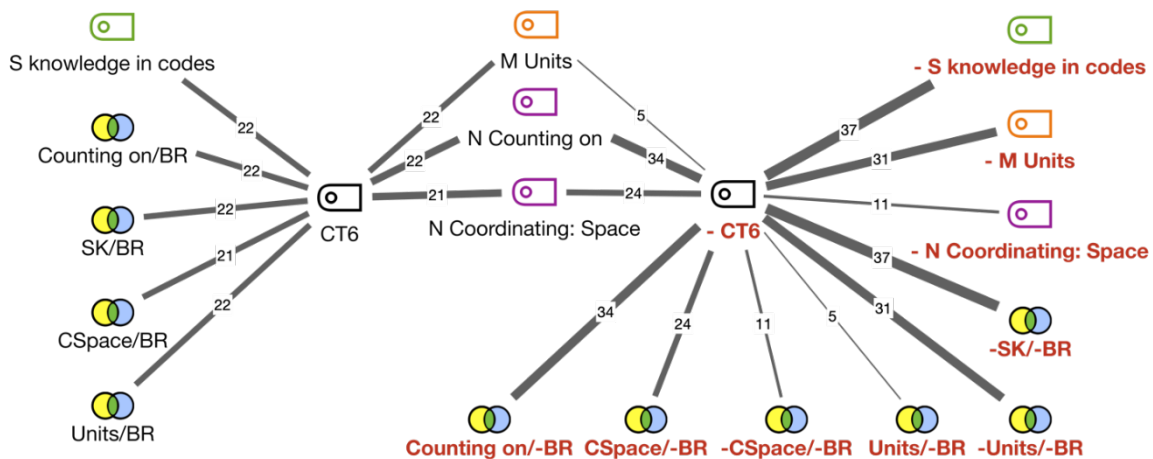 S knowledge in codes
M Units
- S knowledge in codes
22
22
5
37
Counting on/BR
N Counting on
- M Units
22
22
34
31
SK/BR
22
CT6
21
N Coordinating: Space
24
- CT6
11
- N Coordinating: Space
21
37
CSpace/BR
22
34
24
11
5
31
-SK/-BR
Units/BR
Counting on/-BR
CSpace/-BR
-CSpace/-BR
Units/-BR
-Units/-BR